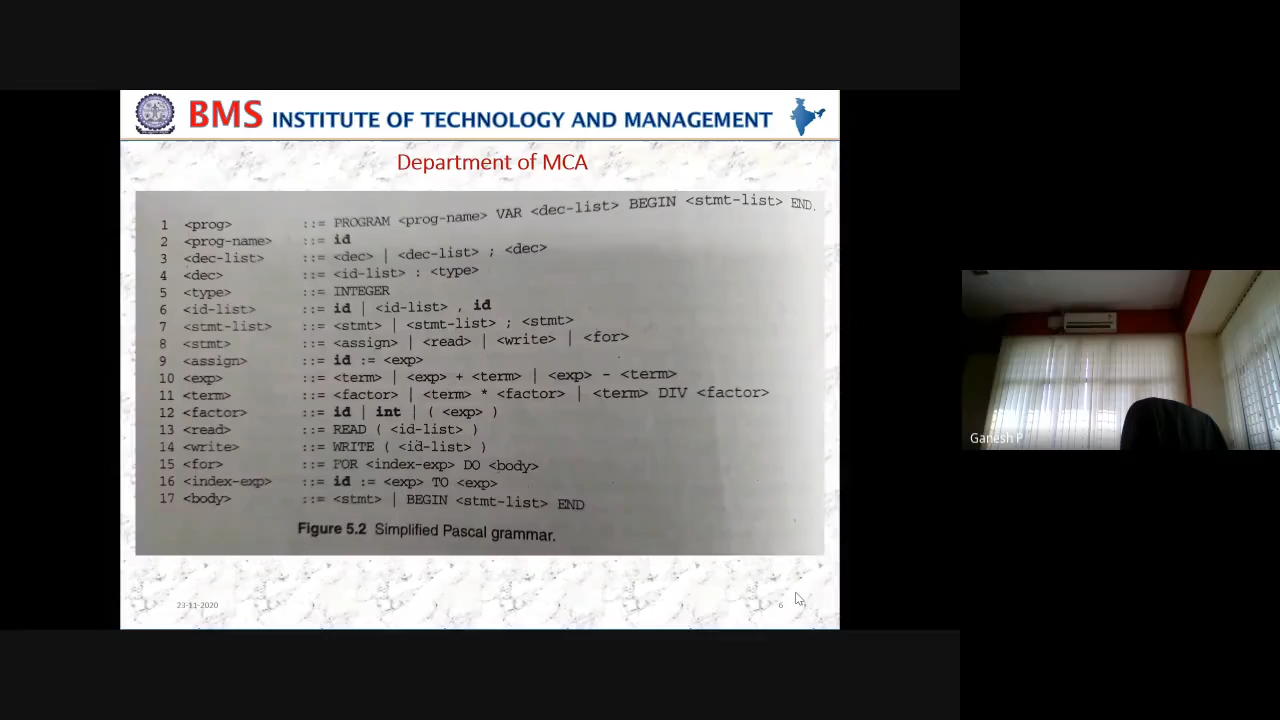 BMS INSTITUTE OF TECHNOLOGY AND MANAGEMENT
Department of MCA
1 <prog> ::= PROGRAM <prog-name> VAR <dec-list> BEGIN <stmt-list> END.
2 <prog-name> ::= id
3 <dec-list> ::= <dec> | <dec-list> ; <dec>
4 <dec> ::= <id-list> : <type>
5 <type> ::= INTEGER
6 <id-list> ::= id | <id-list> , id
7 <stmt-list> ::= <stmt> | <stmt-list> ; <stmt>
8 <stmt> ::= <assign> | <read> | <write> | <for>
9 <assign> ::= id := <exp>
10 <exp> ::= <term> | <exp> + <term> | <exp> - <term>
11 <term> ::= <factor> | <term> * <factor> | <term> DIV <factor>
12 <factor> ::= id | int | ( <exp> )
13 <read> ::= READ ( <id-list> )
14 <write> ::= WRITE ( <id-list> )
15 <for> ::= FOR <index-exp> DO <body>
16 <index-exp> ::= id := <exp> TO <exp>
17 <body> ::= <stmt> | BEGIN <stmt-list> END
Figure 5.2 Simplified Pascal grammar.
23-11-2020 6
Ganesh P